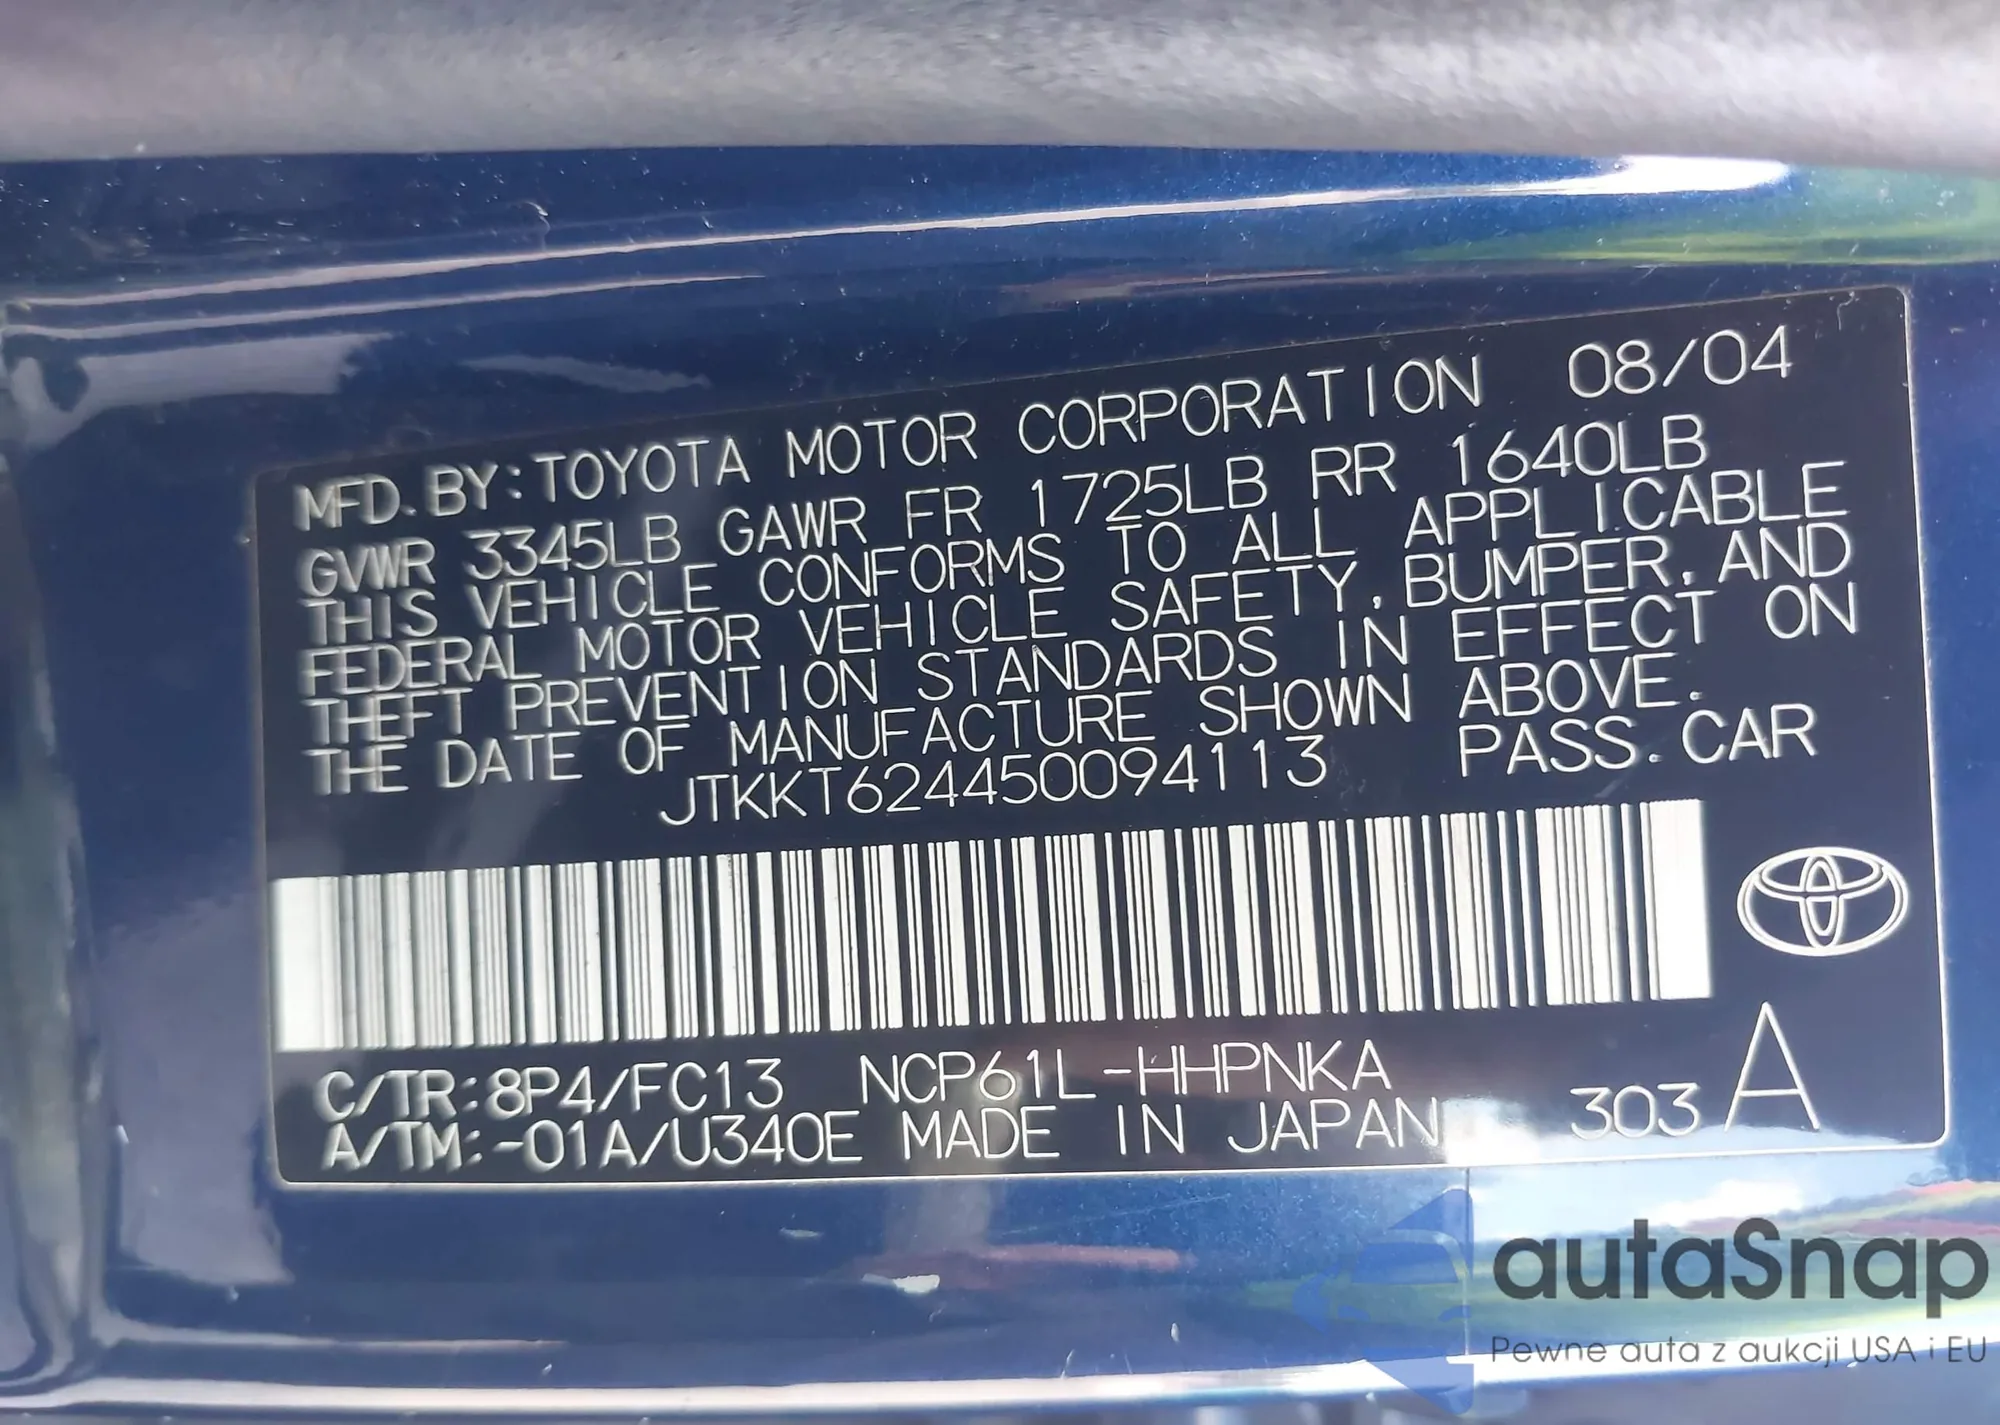 MFD. BY: TOYOTA MOTOR CORPORATION 08/04
GVWR 3345LB GAWR FR 1725LB RR 1640LB
THIS VEHICLE CONFORMS TO ALL APPLICABLE
FEDERAL MOTOR VEHICLE SAFETY, BUMPER, AND
THEFT PREVENTION STANDARDS IN EFFECT ON
THE DATE OF MANUFACTURE SHOWN ABOVE.
JTKKT624450094113 PASS. CAR
C/TR: 8P4/FC13 NCP61L-HHPNKA
A/TM: -01A/U340E MADE IN JAPAN 303 A
autaSnap
Pewne auta z aukcji USA i EU